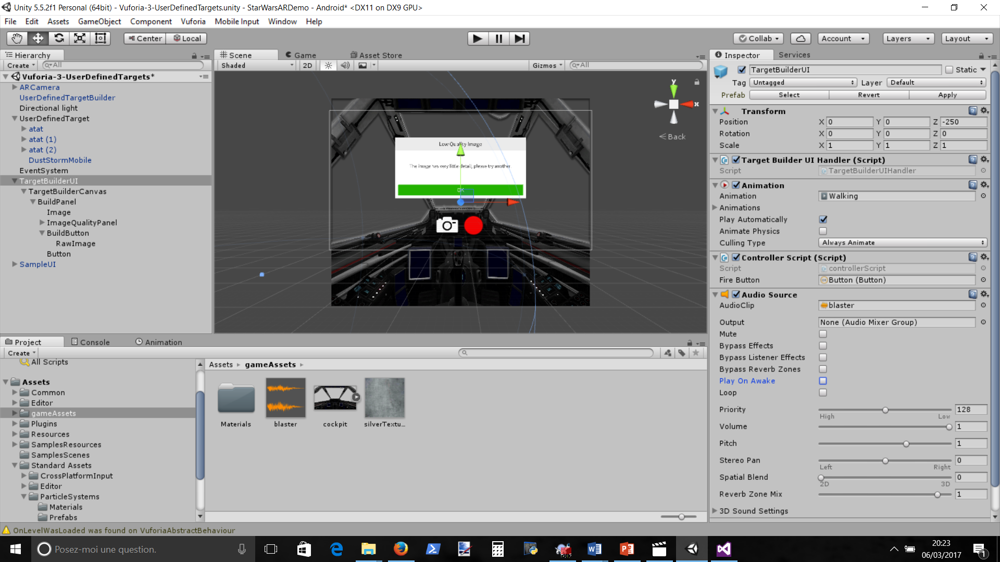 Unity 5.5.2f1 Personal (64bit) - Vuforia-3-UserDefinedTargets.unity - StarWarsARDemo - Android* <DX11 on DX9 GPU>
File Edit Assets GameObject Component Vuforia Mobile Input Window Help
Center Local
Collab Account Layers Layout
Hierarchy
Create All
Vuforia-3-UserDefinedTargets*
ARCamera
UserDefinedTargetBuilder
Directional light
UserDefinedTarget
atat
atat (1)
atat (2)
DustStormMobile
EventSystem
TargetBuilderUI
TargetBuilderCanvas
BuildPanel
Image
ImageQualityPanel
BuildButton
RawImage
Button
SampleUI
Scene Game Asset Store
Shaded 2D Gizmos All
y
x
Back
Low Quality Image
The image has very little detail, please try another.
OK
Inspector Services
TargetBuilderUI Static
Tag Untagged Layer Default
Prefab Select Revert Apply
Transform
Position X 0 Y 0 Z -250
Rotation X 0 Y 0 Z 0
Scale X 1 Y 1 Z 1
Target Builder UI Handler (Script)
Script TargetBuilderUIHandler
Animation
Animation Walking
Animations
Play Automatically
Animate Physics
Culling Type Always Animate
Controller Script (Script)
Script controllerScript
Fire Button Button (Button)
Audio Source
AudioClip blaster
Output None (Audio Mixer Group)
Mute
Bypass Effects
Bypass Listener Effects
Bypass Reverb Zones
Play On Awake
Loop
Priority 128
High Low
Volume 1
Pitch 1
Stereo Pan 0
Left Right
Spatial Blend 0
2D 3D
Reverb Zone Mix 1
3D Sound Settings
Project Console Animation
Create
All Scripts
Assets
Common
Editor
gameAssets
Plugins
Resources
SamplesResources
SamplesScenes
Standard Assets
CrossPlatformInput
Editor
ParticleSystems
Materials
Prefabs
Assets gameAssets
Materials blaster cockpit silverTextu...
OnLevelWasLoaded was found on VuforiaAbstractBehaviour
Posez-moi une question.
20:23
06/03/2017
1